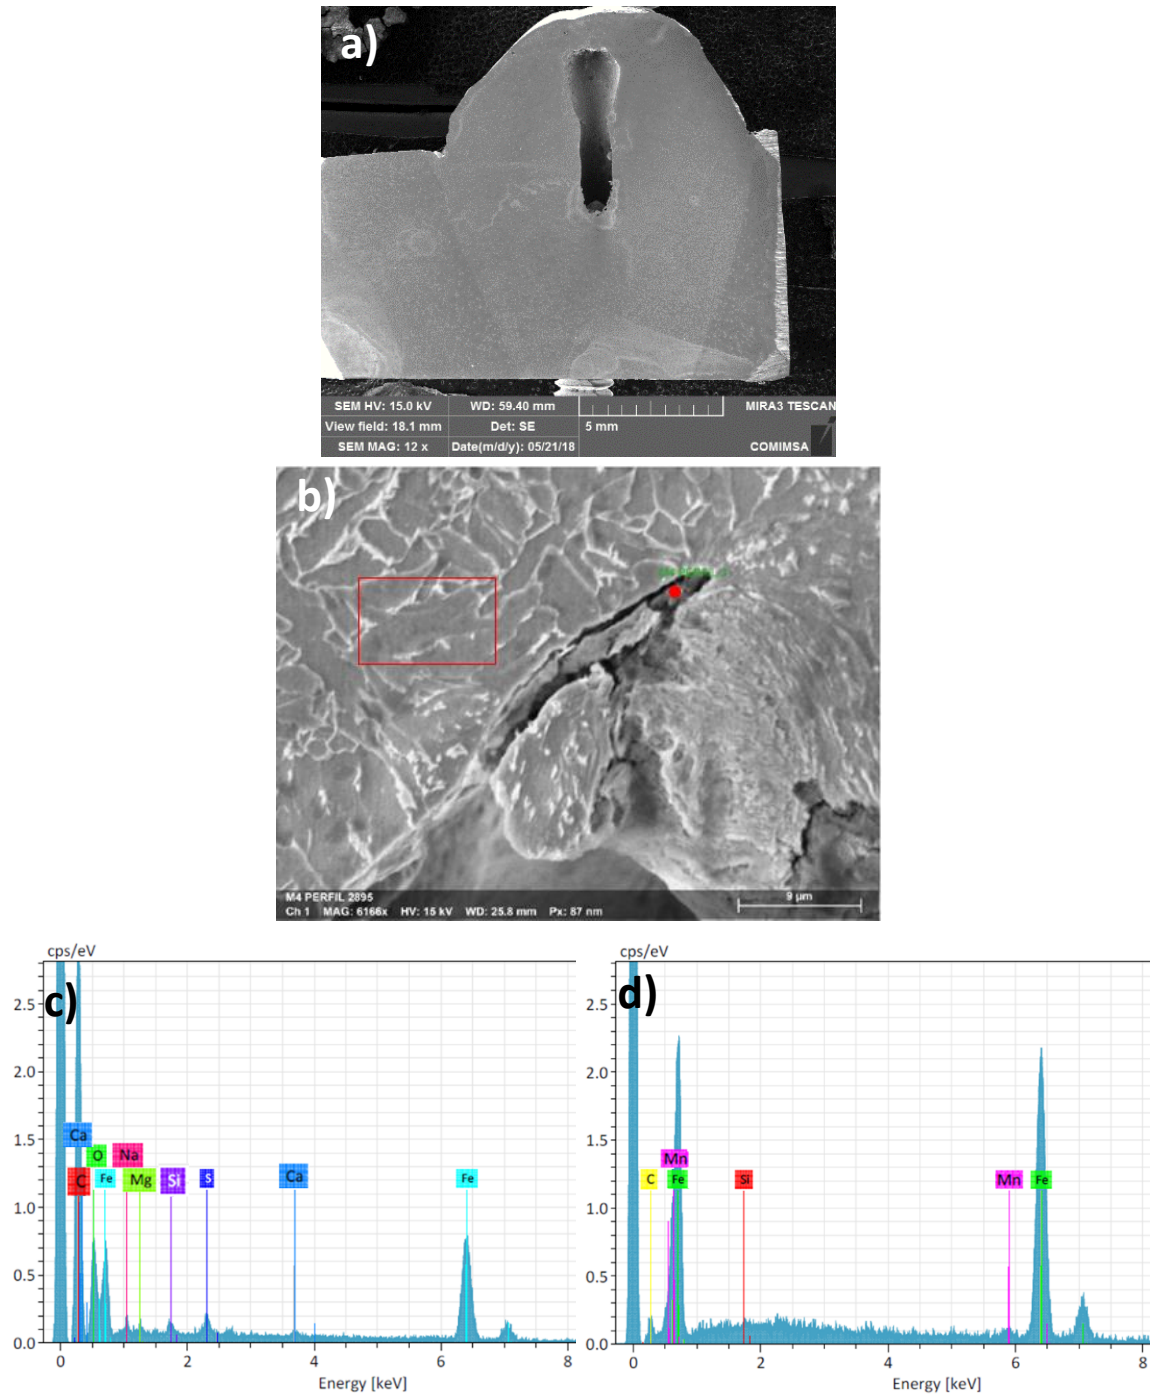 a)
SEM HV: 15.0 kV WD: 59.40 mm MIRA3 TESCAN
View field: 18.1 mm Det: SE 5 mm
SEM MAG: 12 x Date(m/d/y): 05/21/18 COMIMSA
b)
M4 PERFIL 2895
Ch 1 MAG: 6166x HV: 15 kV WD: 25.8 mm Px: 87 nm
9 µm
cps/eV
c)
2.5
2.0
1.5
1.0
0.5
0.0
Ca
O
Na
C
Fe
Mg
Si
S
Ca
Fe
0 2 4 6 8
Energy [keV]
cps/eV
d)
2.5
2.0
1.5
1.0
0.5
0.0
Mn
C
Fe
Si
Mn
Fe
0 2 4 6 8
Energy [keV]